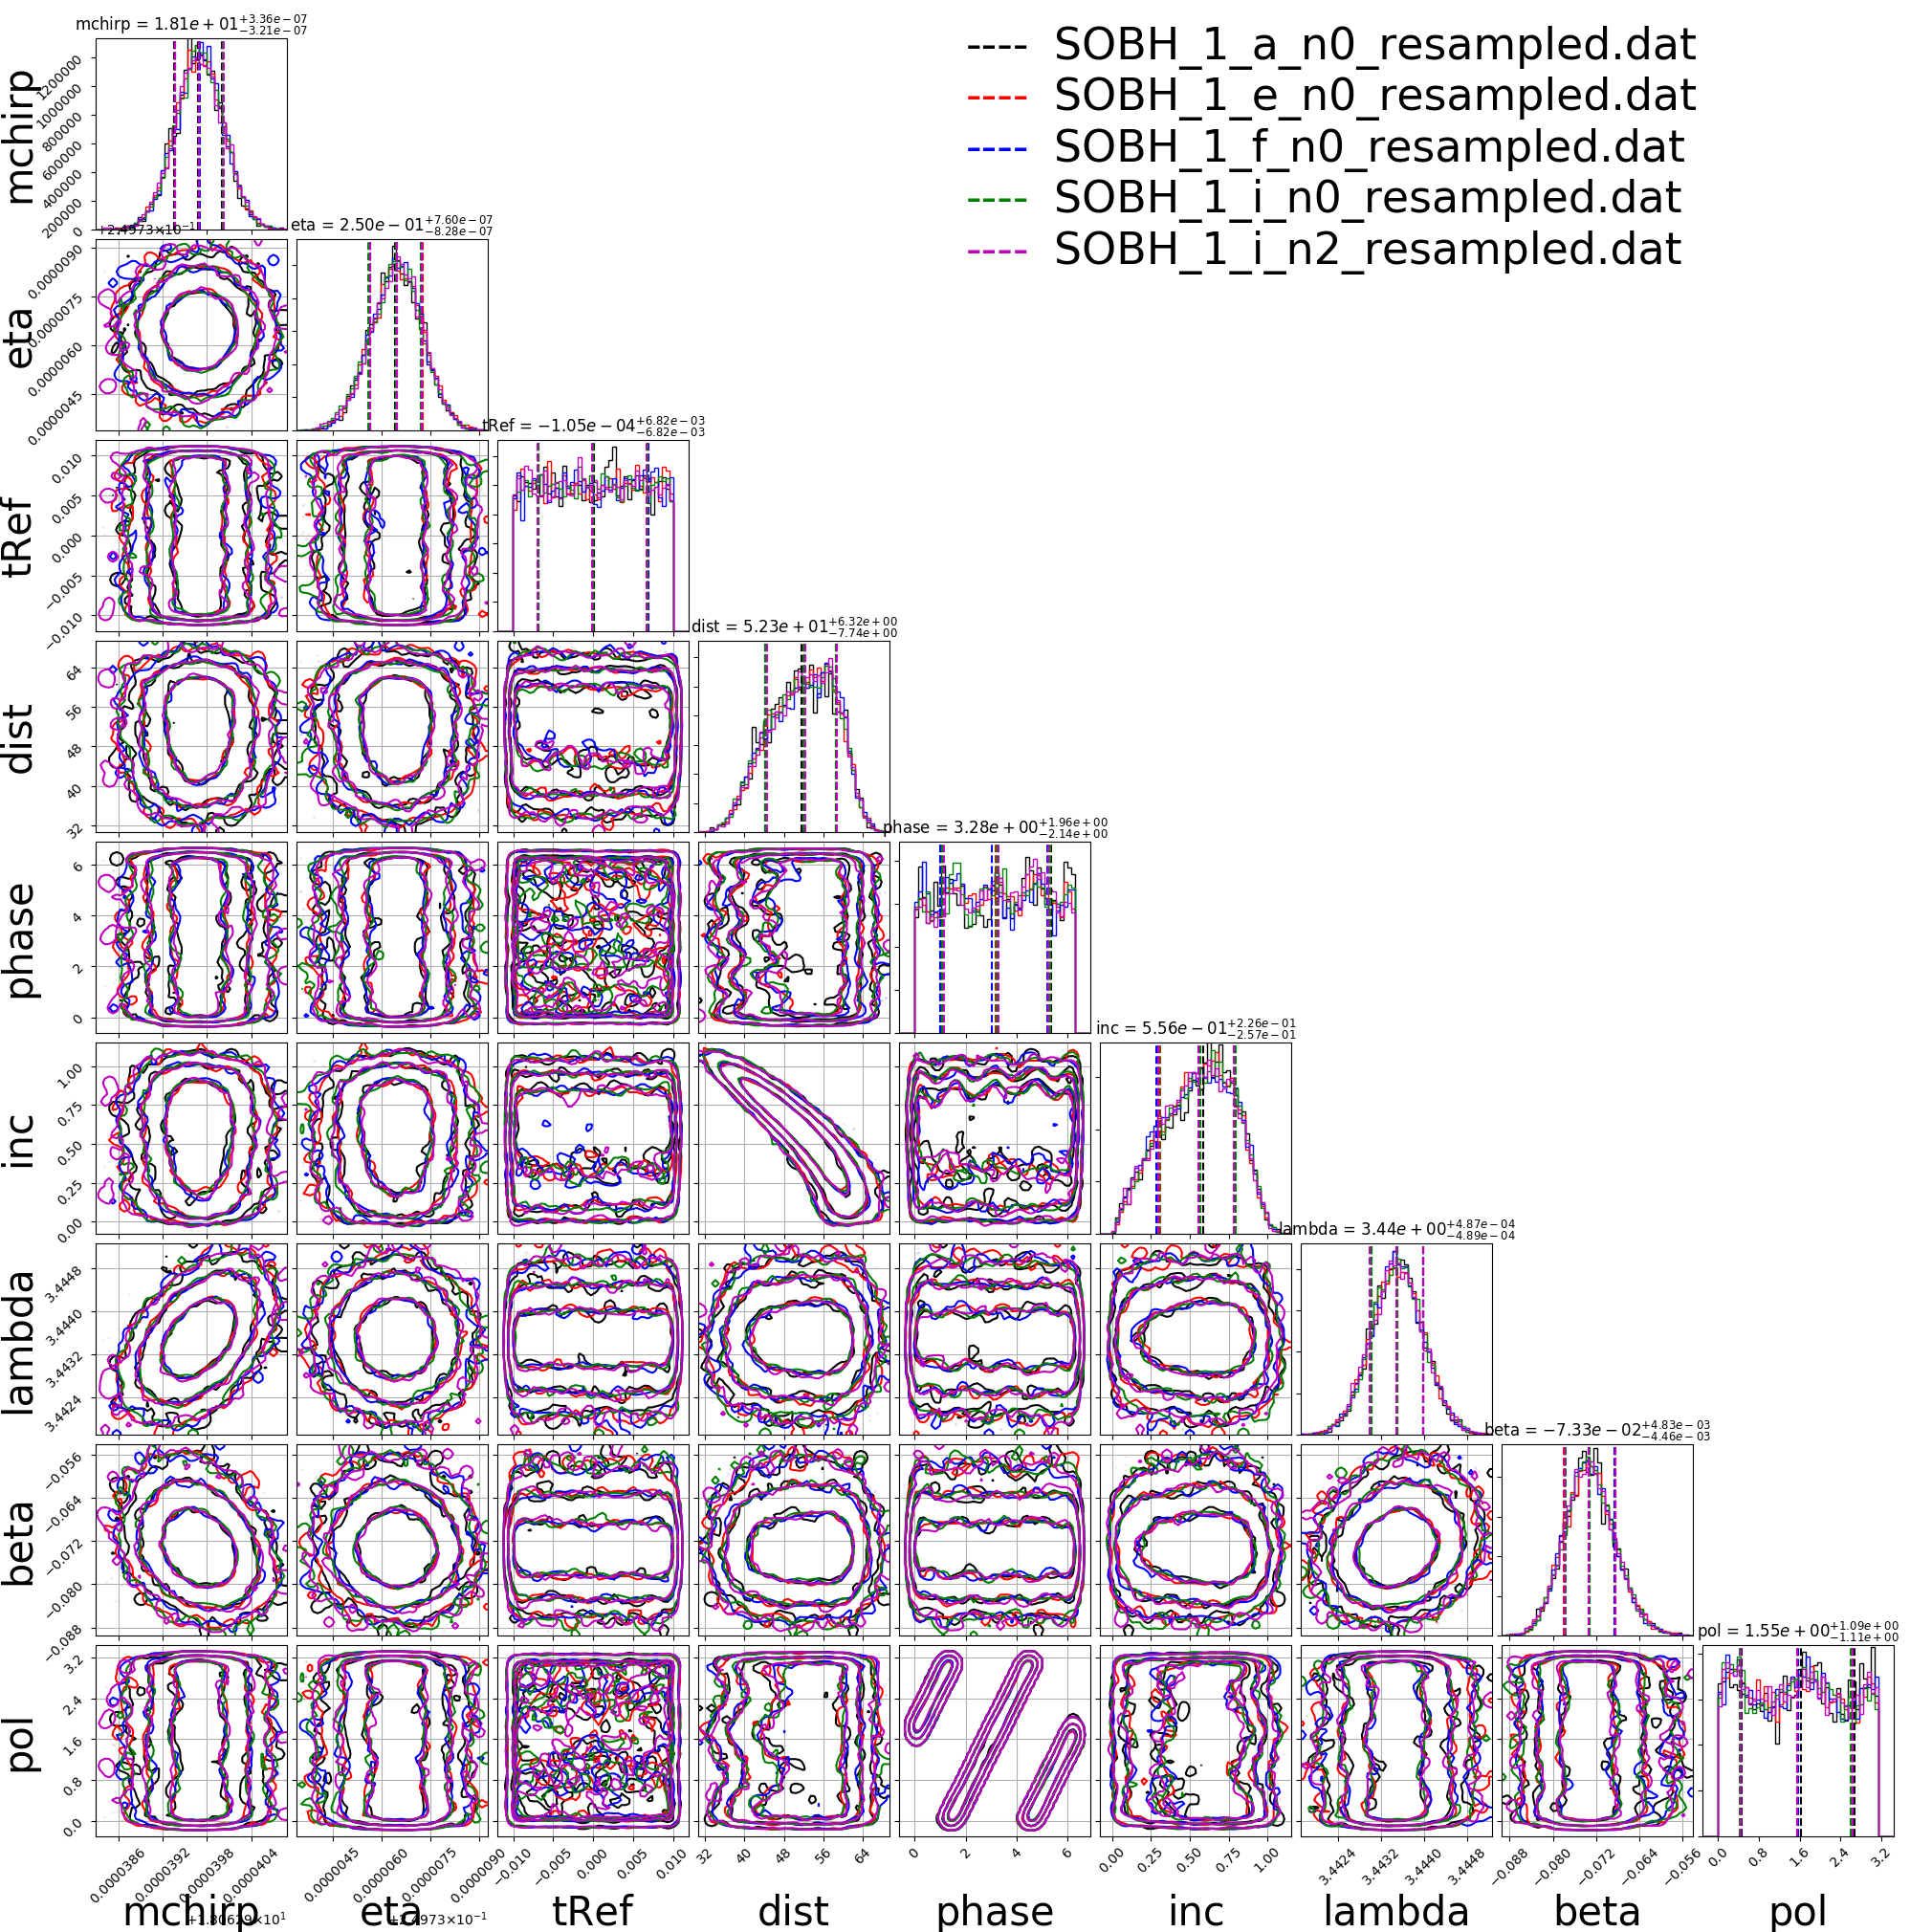 mchirp = 1.81e + 01 +3.36e − 07 −3.21e − 07
SOBH_1_a_n0_resampled.dat
SOBH_1_e_n0_resampled.dat
SOBH_1_f_n0_resampled.dat
SOBH_1_i_n0_resampled.dat
SOBH_1_i_n2_resampled.dat
mchirp
1200000
1000000
800000
600000
400000
200000
0
eta = 2.50e − 01 +7.60e − 07 −8.28e − 07
eta
0.0000090
0.0000075
0.0000060
0.0000045
tRef = −1.05e − 04 +6.82e − 03 −6.82e − 03
tRef
0.010
0.005
0.000
−0.005
−0.010
dist = 5.23e + 01 +6.32e + 00 −7.74e + 00
dist
64
56
48
40
32
phase = 3.28e + 00 +1.96e + 00 −2.14e + 00
phase
6
4
2
0
inc = 5.56e − 01 +2.26e − 01 −2.57e − 01
inc
1.00
0.75
0.50
0.25
0.00
lambda = 3.44e + 00 +4.87e − 04 −4.89e − 04
lambda
3.4448
3.4440
3.4432
3.4424
beta = −7.33e − 02 +4.83e − 03 −4.46e − 03
beta
−0.056
−0.064
−0.072
−0.080
−0.088
pol = 1.55e + 00 +1.09e + 00 −1.11e + 00
pol
3.2
2.4
1.6
0.8
0.0
0.0000386 0.0000392 0.0000398 0.0000404
0.0000045 0.0000060 0.0000075 0.0000090
−0.010 −0.005 0.000 0.005 0.010
32 40 48 56 64
0 2 4 6
0.00 0.25 0.50 0.75 1.00
3.4424 3.4432 3.4440 3.4448
−0.088 −0.080 −0.072 −0.064 −0.056
0.0 0.8 1.6 2.4 3.2
mchirp eta tRef dist phase inc lambda beta pol